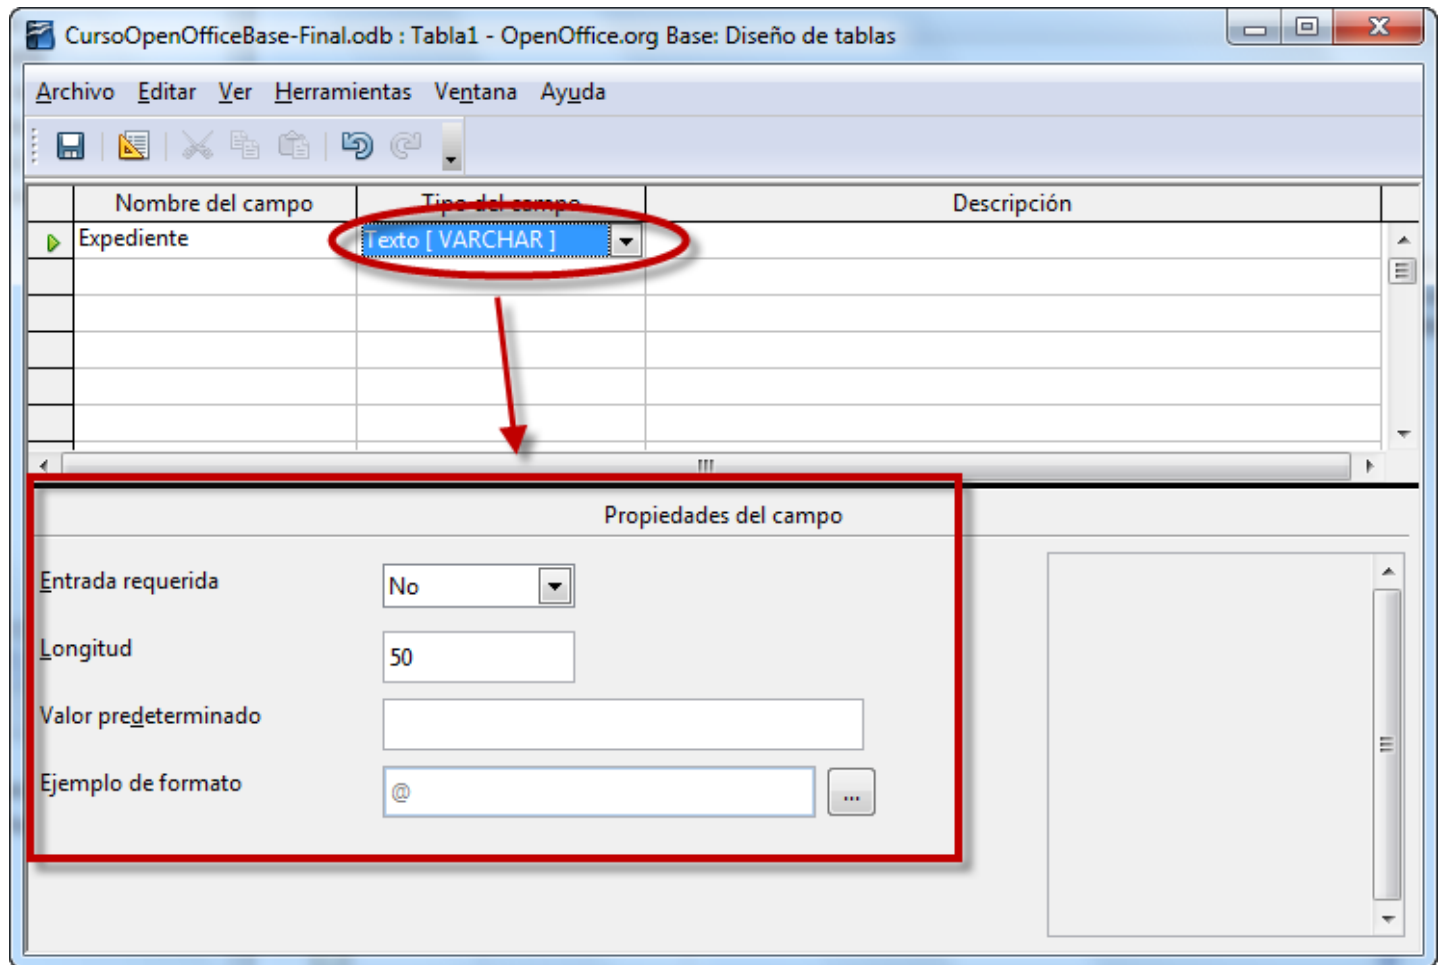 CursoOpenOfficeBase-Final.odb : Tabla1 - OpenOffice.org Base: Diseño de tablas
Archivo Editar Ver Herramientas Ventana Ayuda
Nombre del campo Tipo del campo Descripción
Expediente Texto [ VARCHAR ]
Propiedades del campo
Entrada requerida No
Longitud 50
Valor predeterminado
Ejemplo de formato @ ...